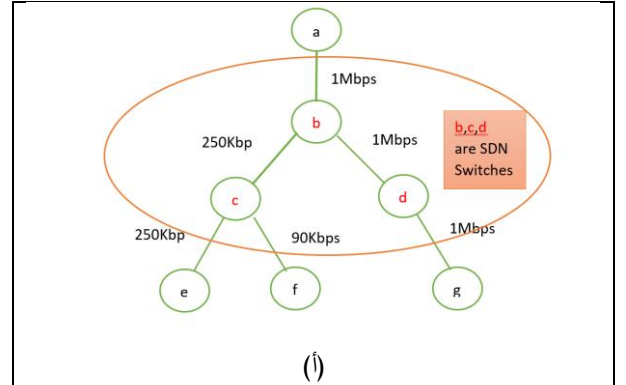 a
1Mbps
b
250Kbp
1Mbps
b,c,d
are SDN
Switches
c
d
250Kbp
90Kbps
1Mbps
e
f
g
(أ)